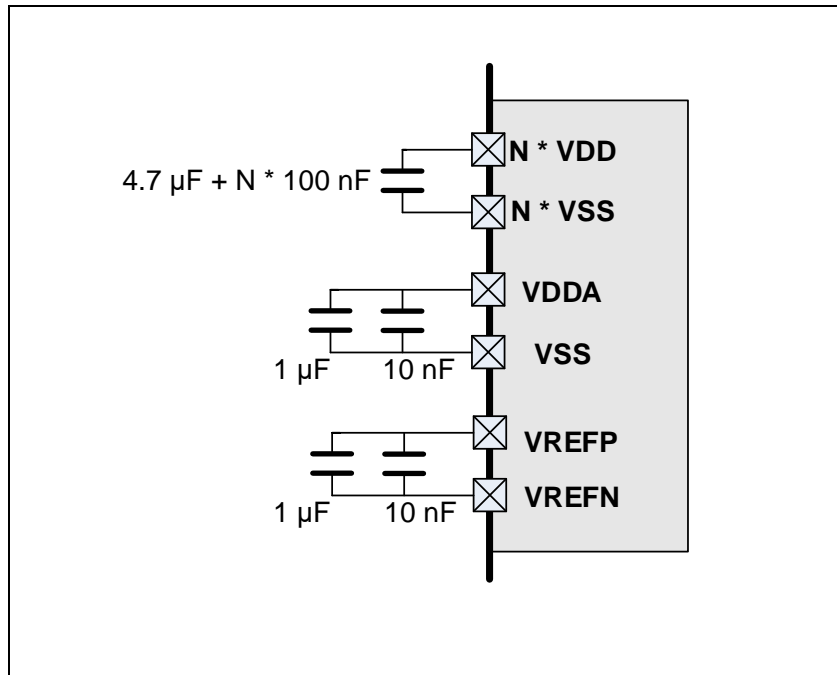 N * VDD
4.7 µF + N * 100 nF
N * VSS
VDDA
VSS
1 µF 10 nF
VREFP
VREFN
1 µF 10 nF